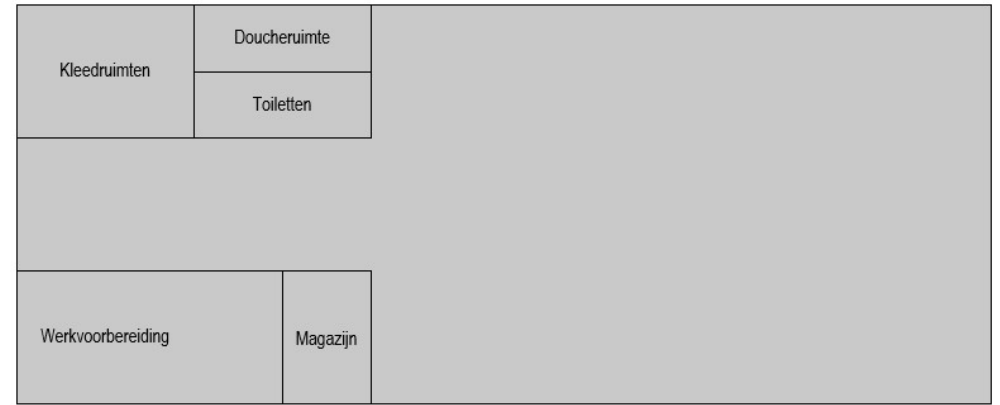 Doucheruimte
Kleedruimten
Toiletten
Werkvoorbereiding
Magazijn